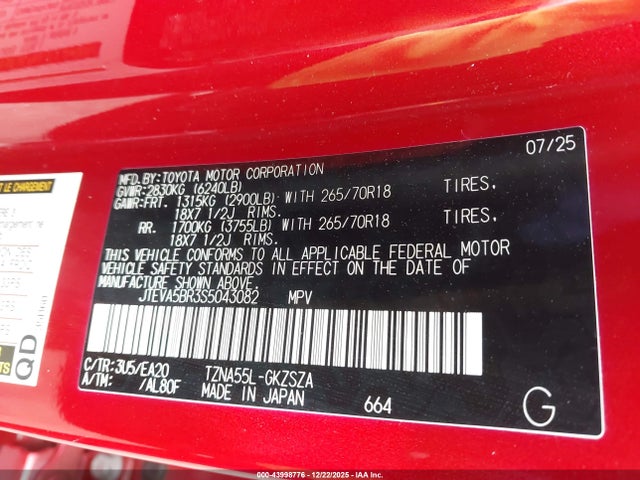 07/25
MFD.BY:TOYOTA MOTOR CORPORATION
GVWR:2830KG (6240LB)
GAWR:FRT. 1315KG (2900LB) WITH 265/70R18 TIRES.
18X7 1/2J RIMS.
RR. 1700KG (3755LB) WITH 265/70R18 TIRES.
18X7 1/2J RIMS.
THIS VEHICLE CONFORMS TO ALL APPLICABLE FEDERAL MOTOR
VEHICLE SAFETY STANDARDS IN EFFECT ON THE DATE OF
MANUFACTURE SHOWN ABOVE.
JTEVA5BR3S5043082 MPV
C/TR:3U5/EA20 TZNA55L-GKZSZA
A/TM: /AL80F MADE IN JAPAN 664 G
T LE CHARGEMENT
QD
000-43998776 - 12/22/2025 - IAA Inc.